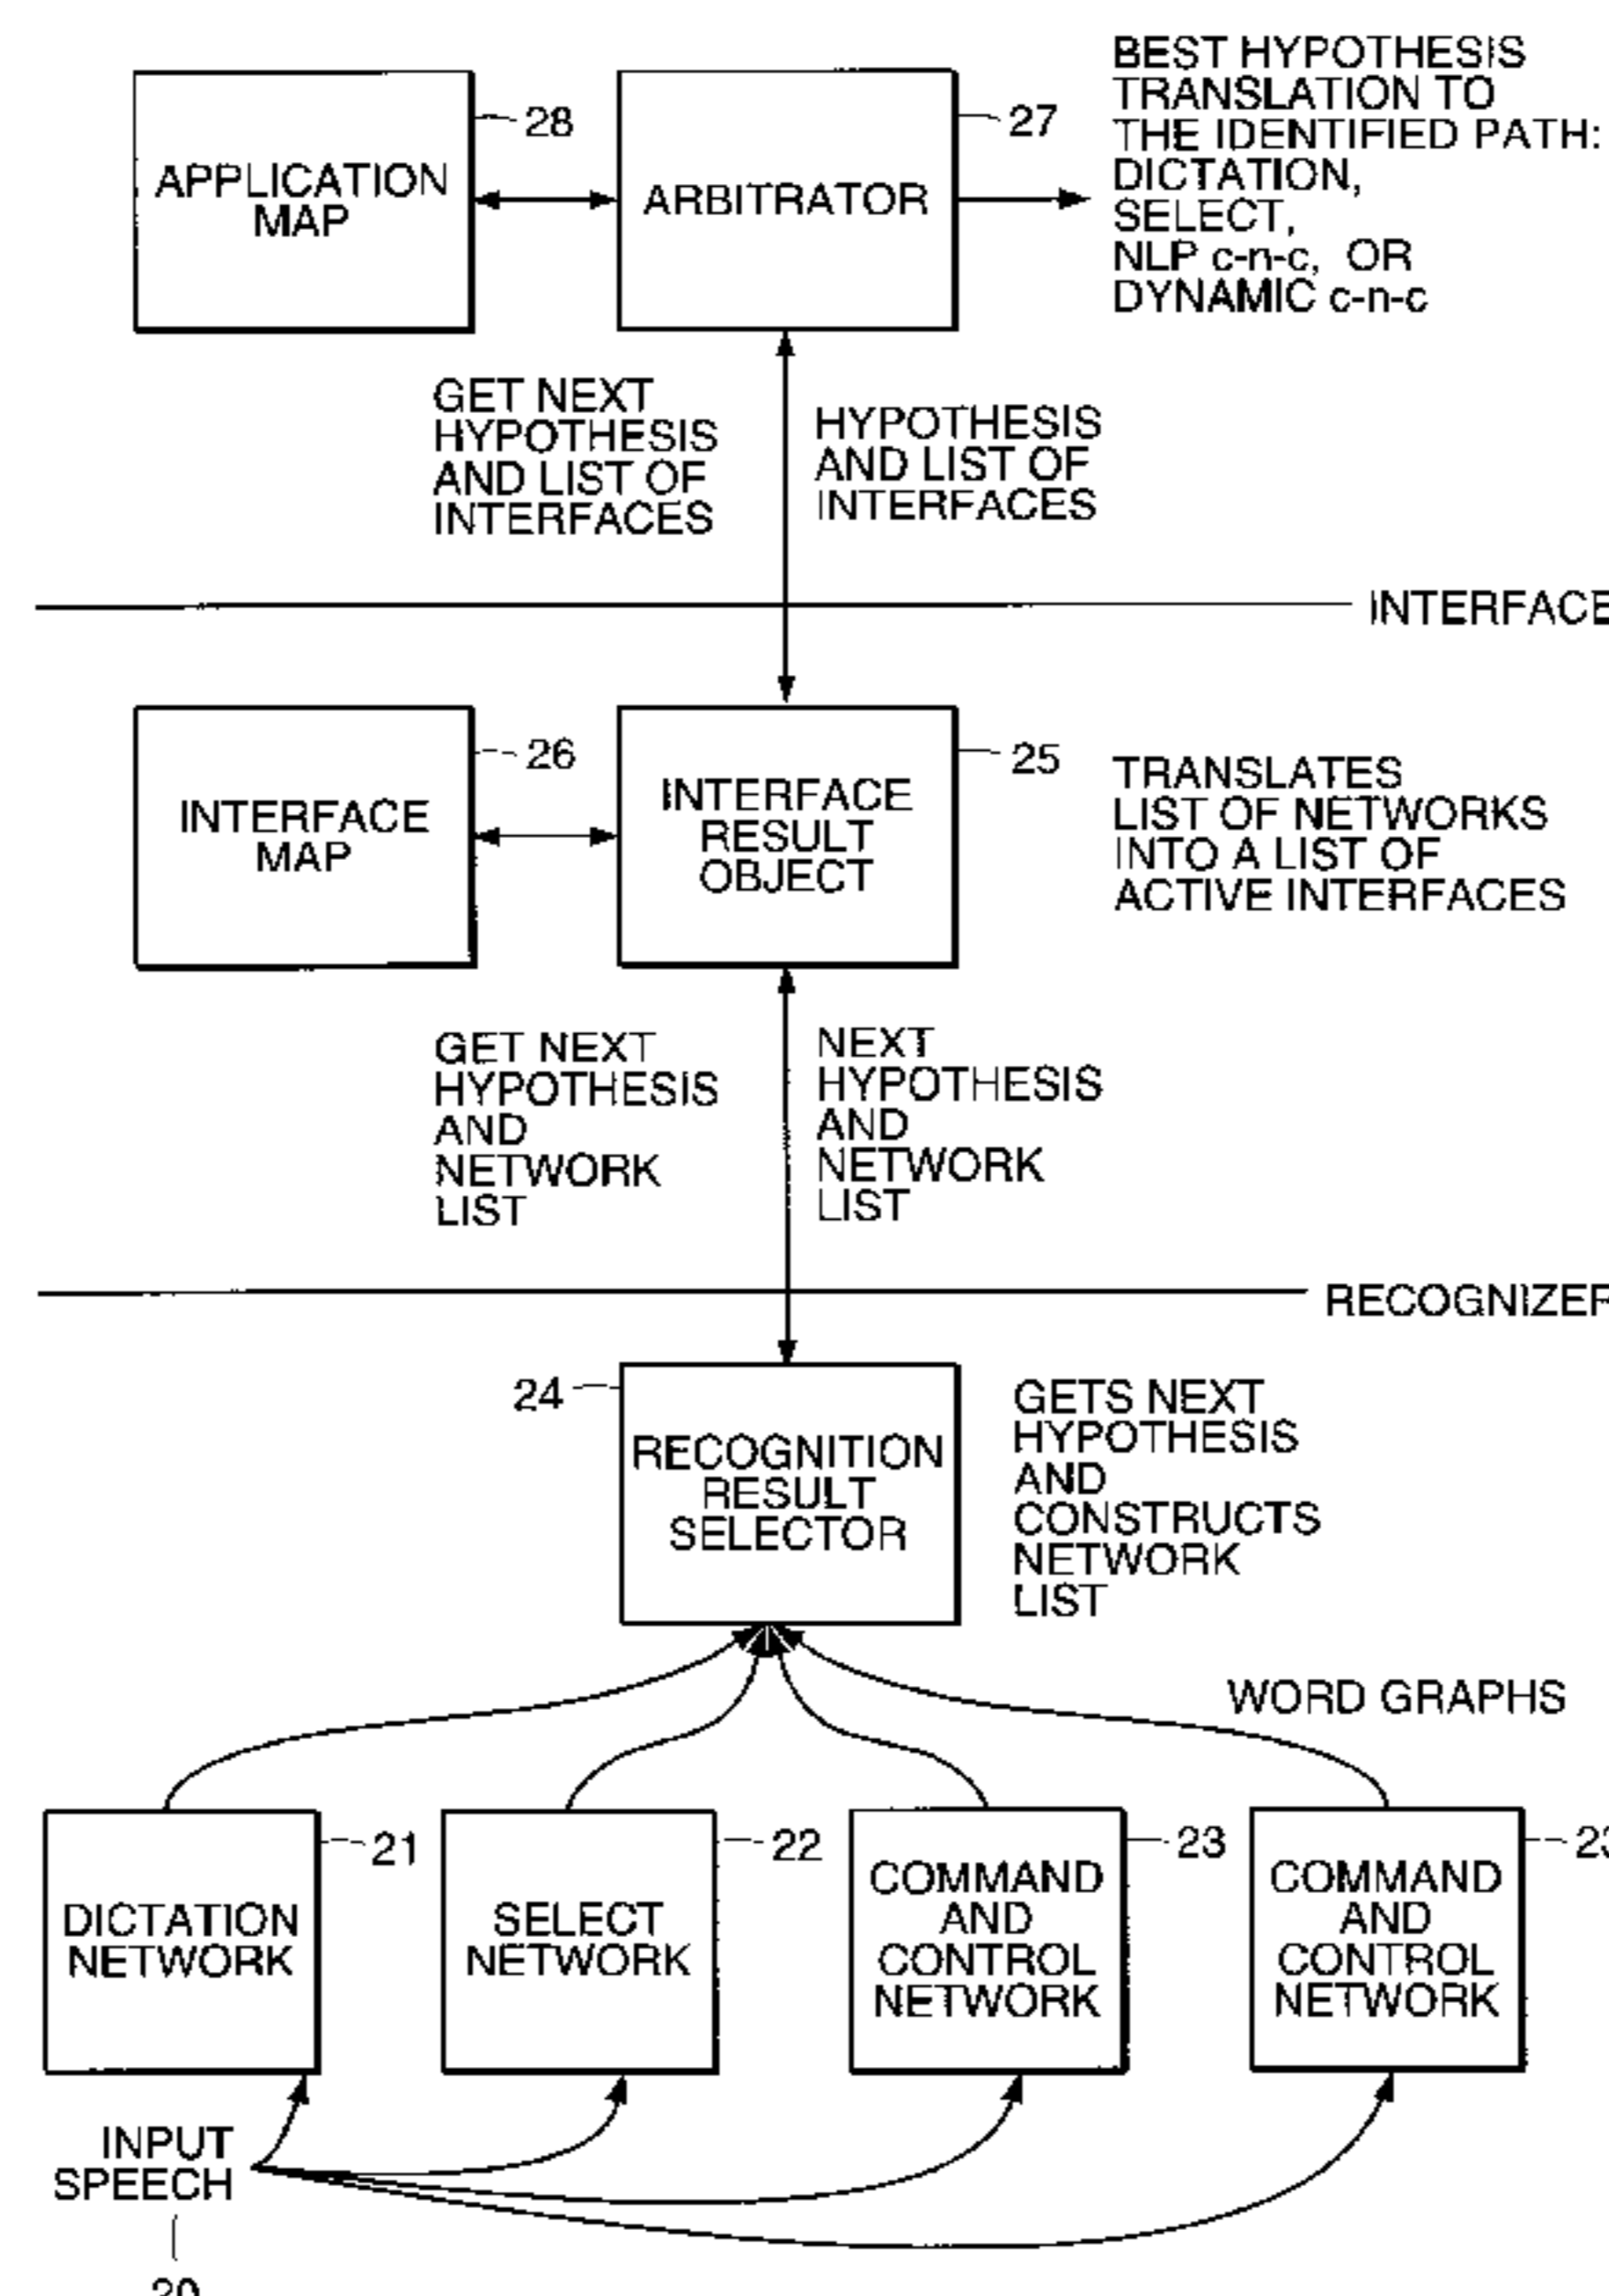 BEST HYPOTHESIS
TRANSLATION TO
THE IDENTIFIED PATH:
DICTATION,
SELECT,
NLP c-n-c, OR
DYNAMIC c-n-c
28
27
APPLICATION
MAP
ARBITRATOR
GET NEXT
HYPOTHESIS
AND LIST OF
INTERFACES
HYPOTHESIS
AND LIST OF
INTERFACES
INTERFACE
26
25
INTERFACE
MAP
INTERFACE
RESULT
OBJECT
TRANSLATES
LIST OF NETWORKS
INTO A LIST OF
ACTIVE INTERFACES
GET NEXT
HYPOTHESIS
AND
NETWORK
LIST
NEXT
HYPOTHESIS
AND
NETWORK
LIST
RECOGNIZER
24
RECOGNITION
RESULT
SELECTOR
GETS NEXT
HYPOTHESIS
AND
CONSTRUCTS
NETWORK
LIST
WORD GRAPHS
21
22
23
23
DICTATION
NETWORK
SELECT
NETWORK
COMMAND
AND
CONTROL
NETWORK
COMMAND
AND
CONTROL
NETWORK
INPUT
SPEECH
20